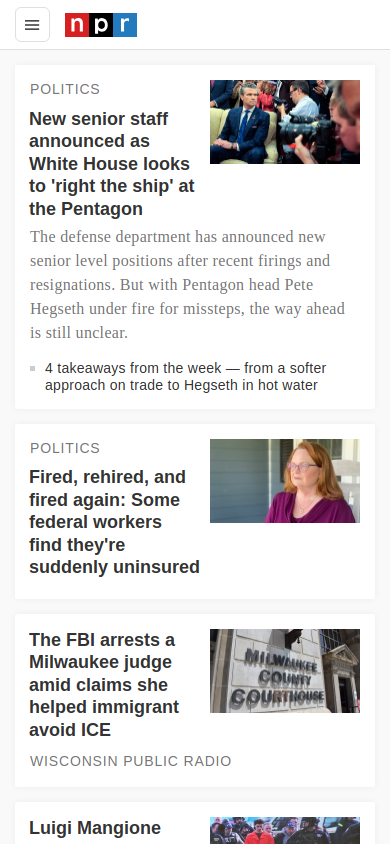 npr
POLITICS
New senior staff
announced as
White House looks
to 'right the ship' at
the Pentagon
The defense department has announced new
senior level positions after recent firings and
resignations. But with Pentagon head Pete
Hegseth under fire for missteps, the way ahead
is still unclear.
4 takeaways from the week — from a softer
approach on trade to Hegseth in hot water
POLITICS
Fired, rehired, and
fired again: Some
federal workers
find they're
suddenly uninsured
The FBI arrests a
Milwaukee judge
amid claims she
helped immigrant
avoid ICE
MILWAUKEE
COUNTY
COURTHOUSE
WISCONSIN PUBLIC RADIO
Luigi Mangione